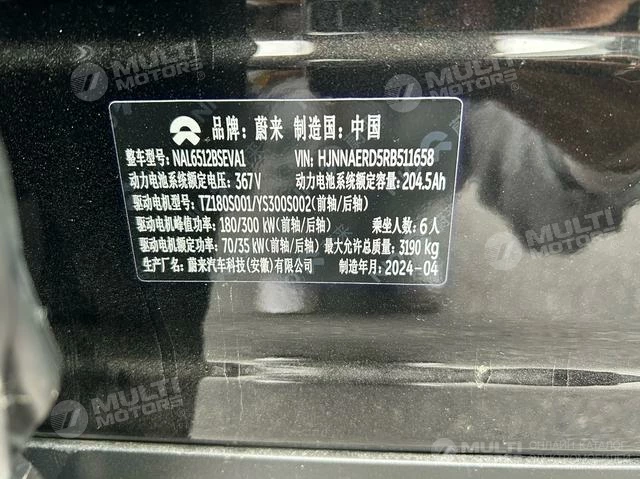 MULTI MOTORS
MULTI MOTORS
品牌: 蔚来 制造国: 中国
整车型号: NAL6512BSEVA1 VIN: HJNNAERD5RB511658
动力电池系统额定电压: 367V 动力电池系统额定容量: 204.5Ah
驱动电机型号: TZ180S001/YS300S002(前轴/后轴)
驱动电机峰值功率: 180/300 kW(前轴/后轴) 乘坐人数: 6人
驱动电机额定功率: 70/35 kW(前轴/后轴) 最大允许总质量: 3190 kg
生产厂名: 蔚来汽车科技(安徽)有限公司 制造年月: 2024-04
MULTI MOTORS
MULTI MOTORS
MULTI ОНЛАЙН-КАТАЛОГ